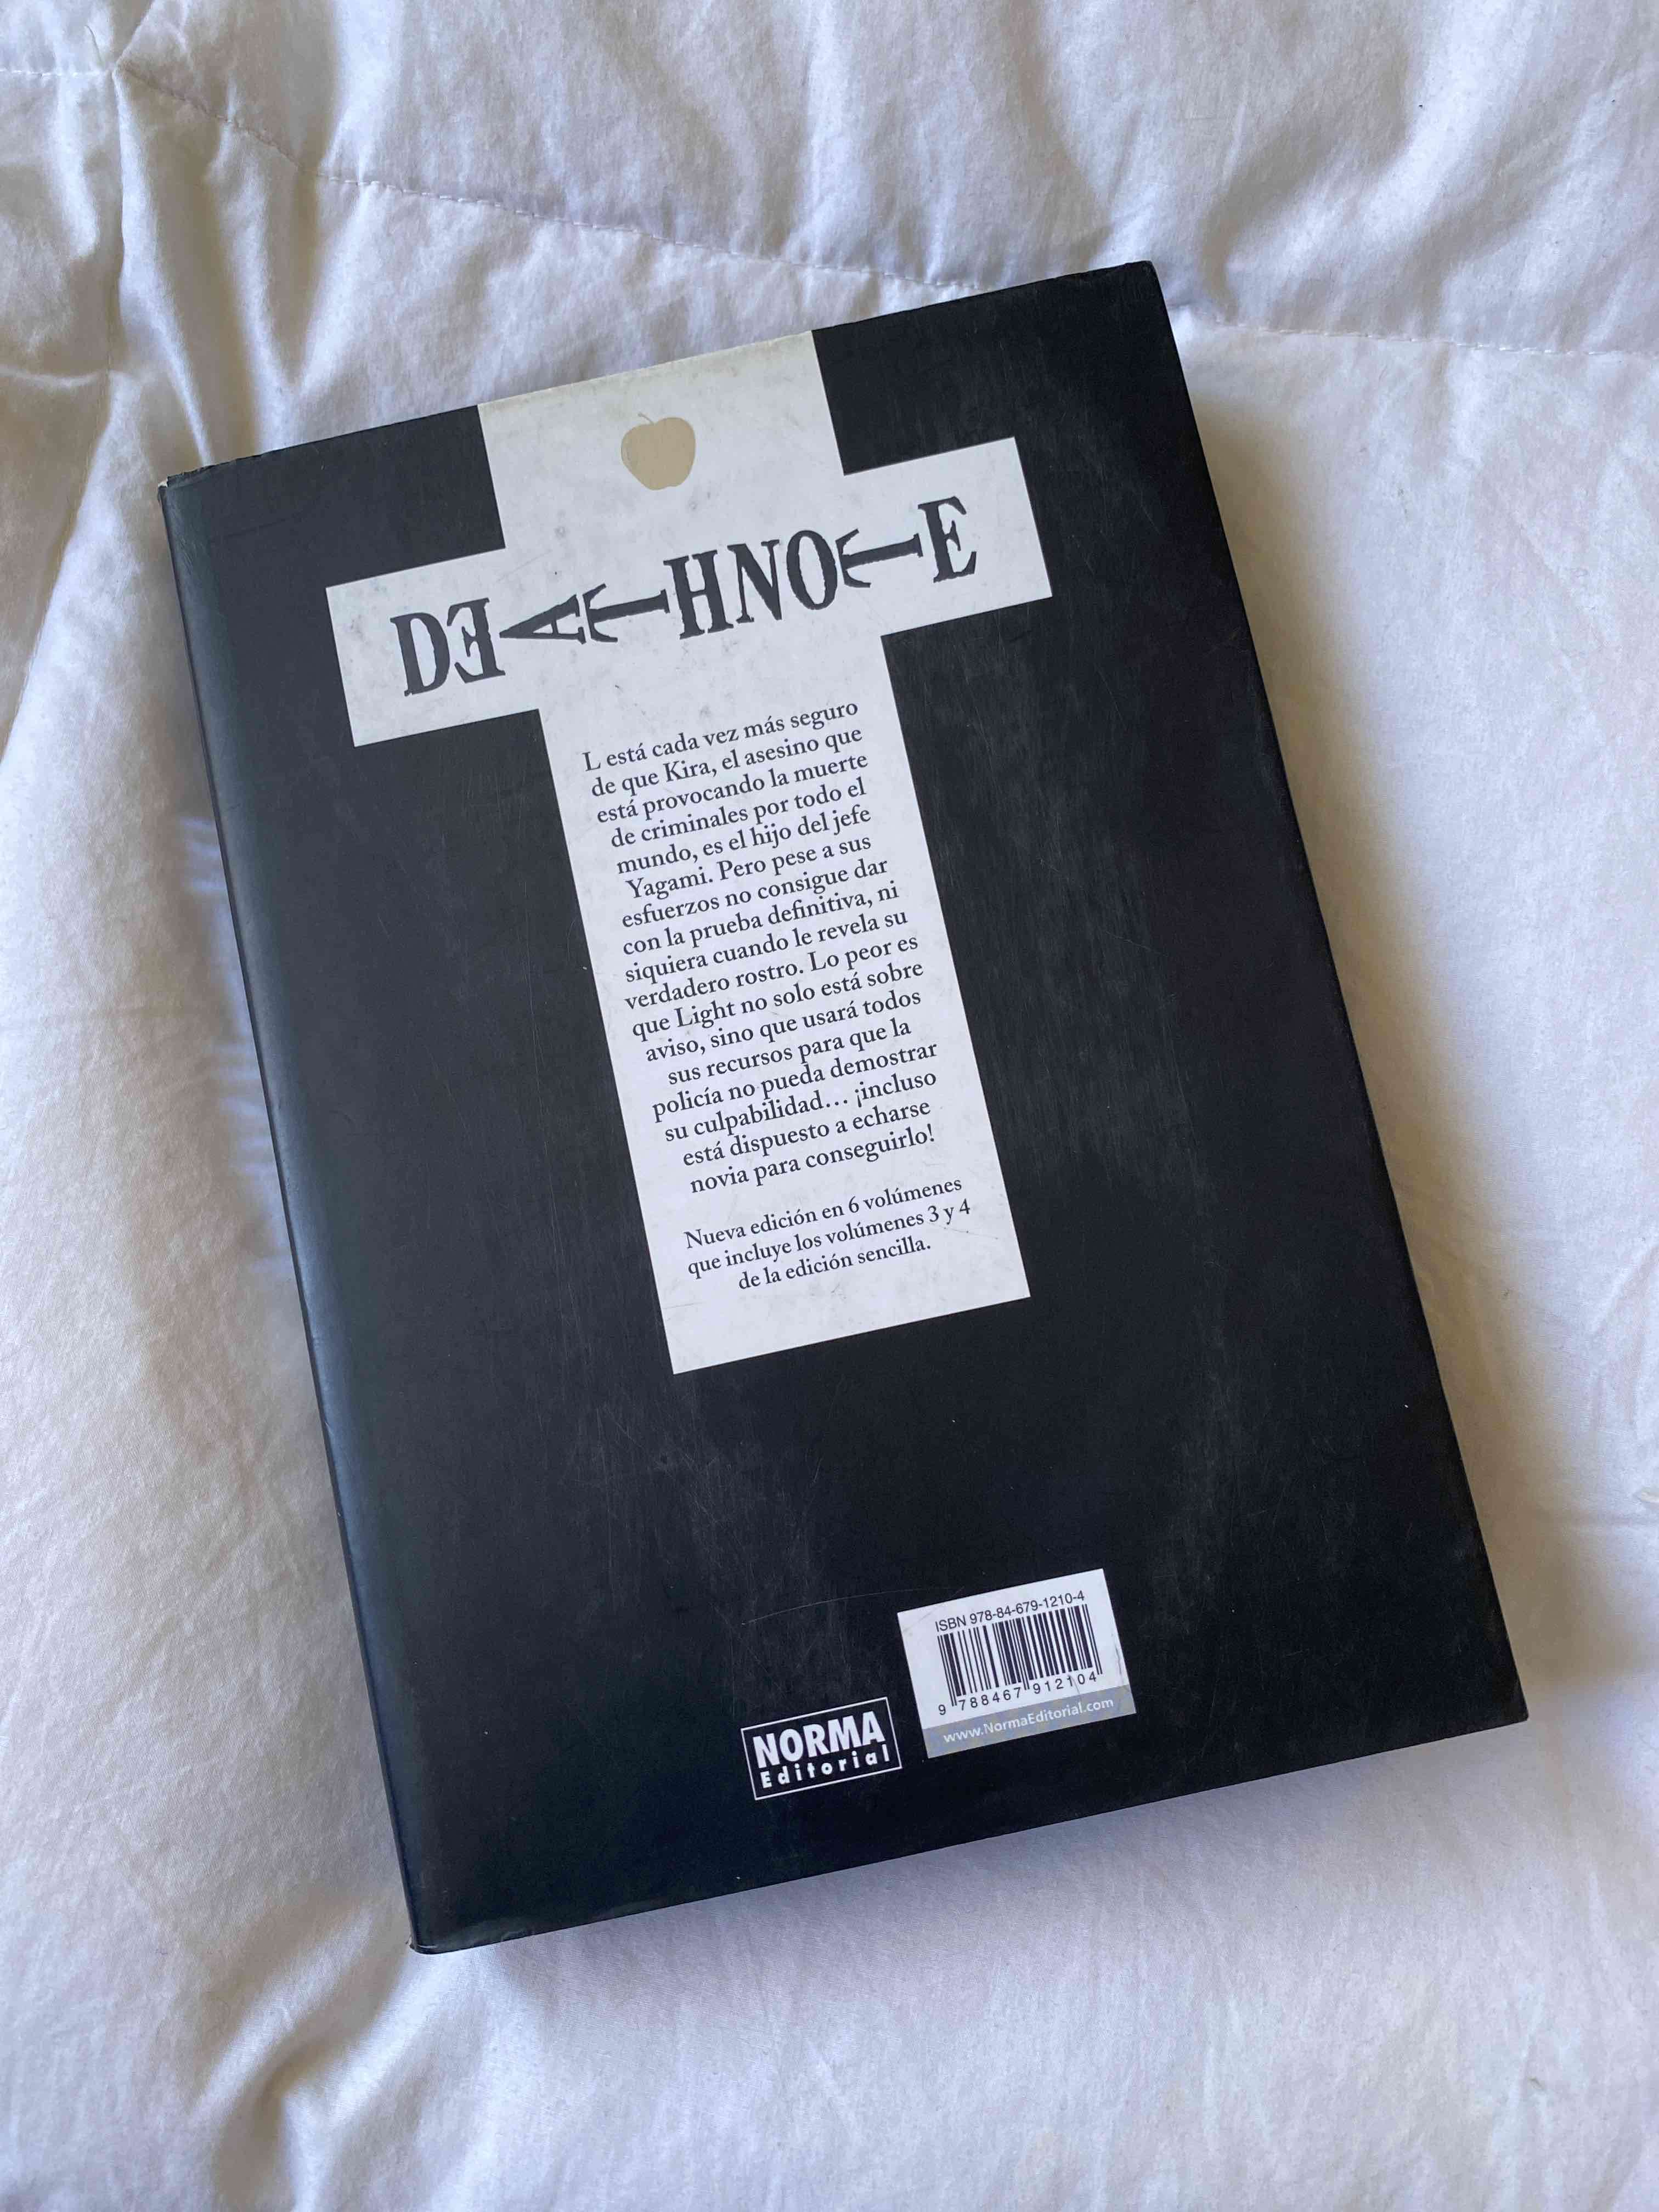 DEATHNOTE
L está cada vez más seguro
de que Kira, el asesino que
está provocando la muerte
de criminales por todo el
mundo, es el hijo del jefe
Yagami. Pero pese a sus
esfuerzos no consigue dar
con la prueba definitiva, ni
siquiera cuando le revela su
verdadero rostro. Lo peor es
que Light no solo está sobre
aviso, sino que usará todos
sus recursos para que la
policía no pueda demostrar
su culpabilidad... ¡incluso
está dispuesto a echarse
novia para conseguirlo!
Nueva edición en 6 volúmenes
que incluye los volúmenes 3 y 4
de la edición sencilla.
ISBN 978-84-679-1210-4
9 788467 912104
www.NormaEditorial.com
NORMA
Editorial